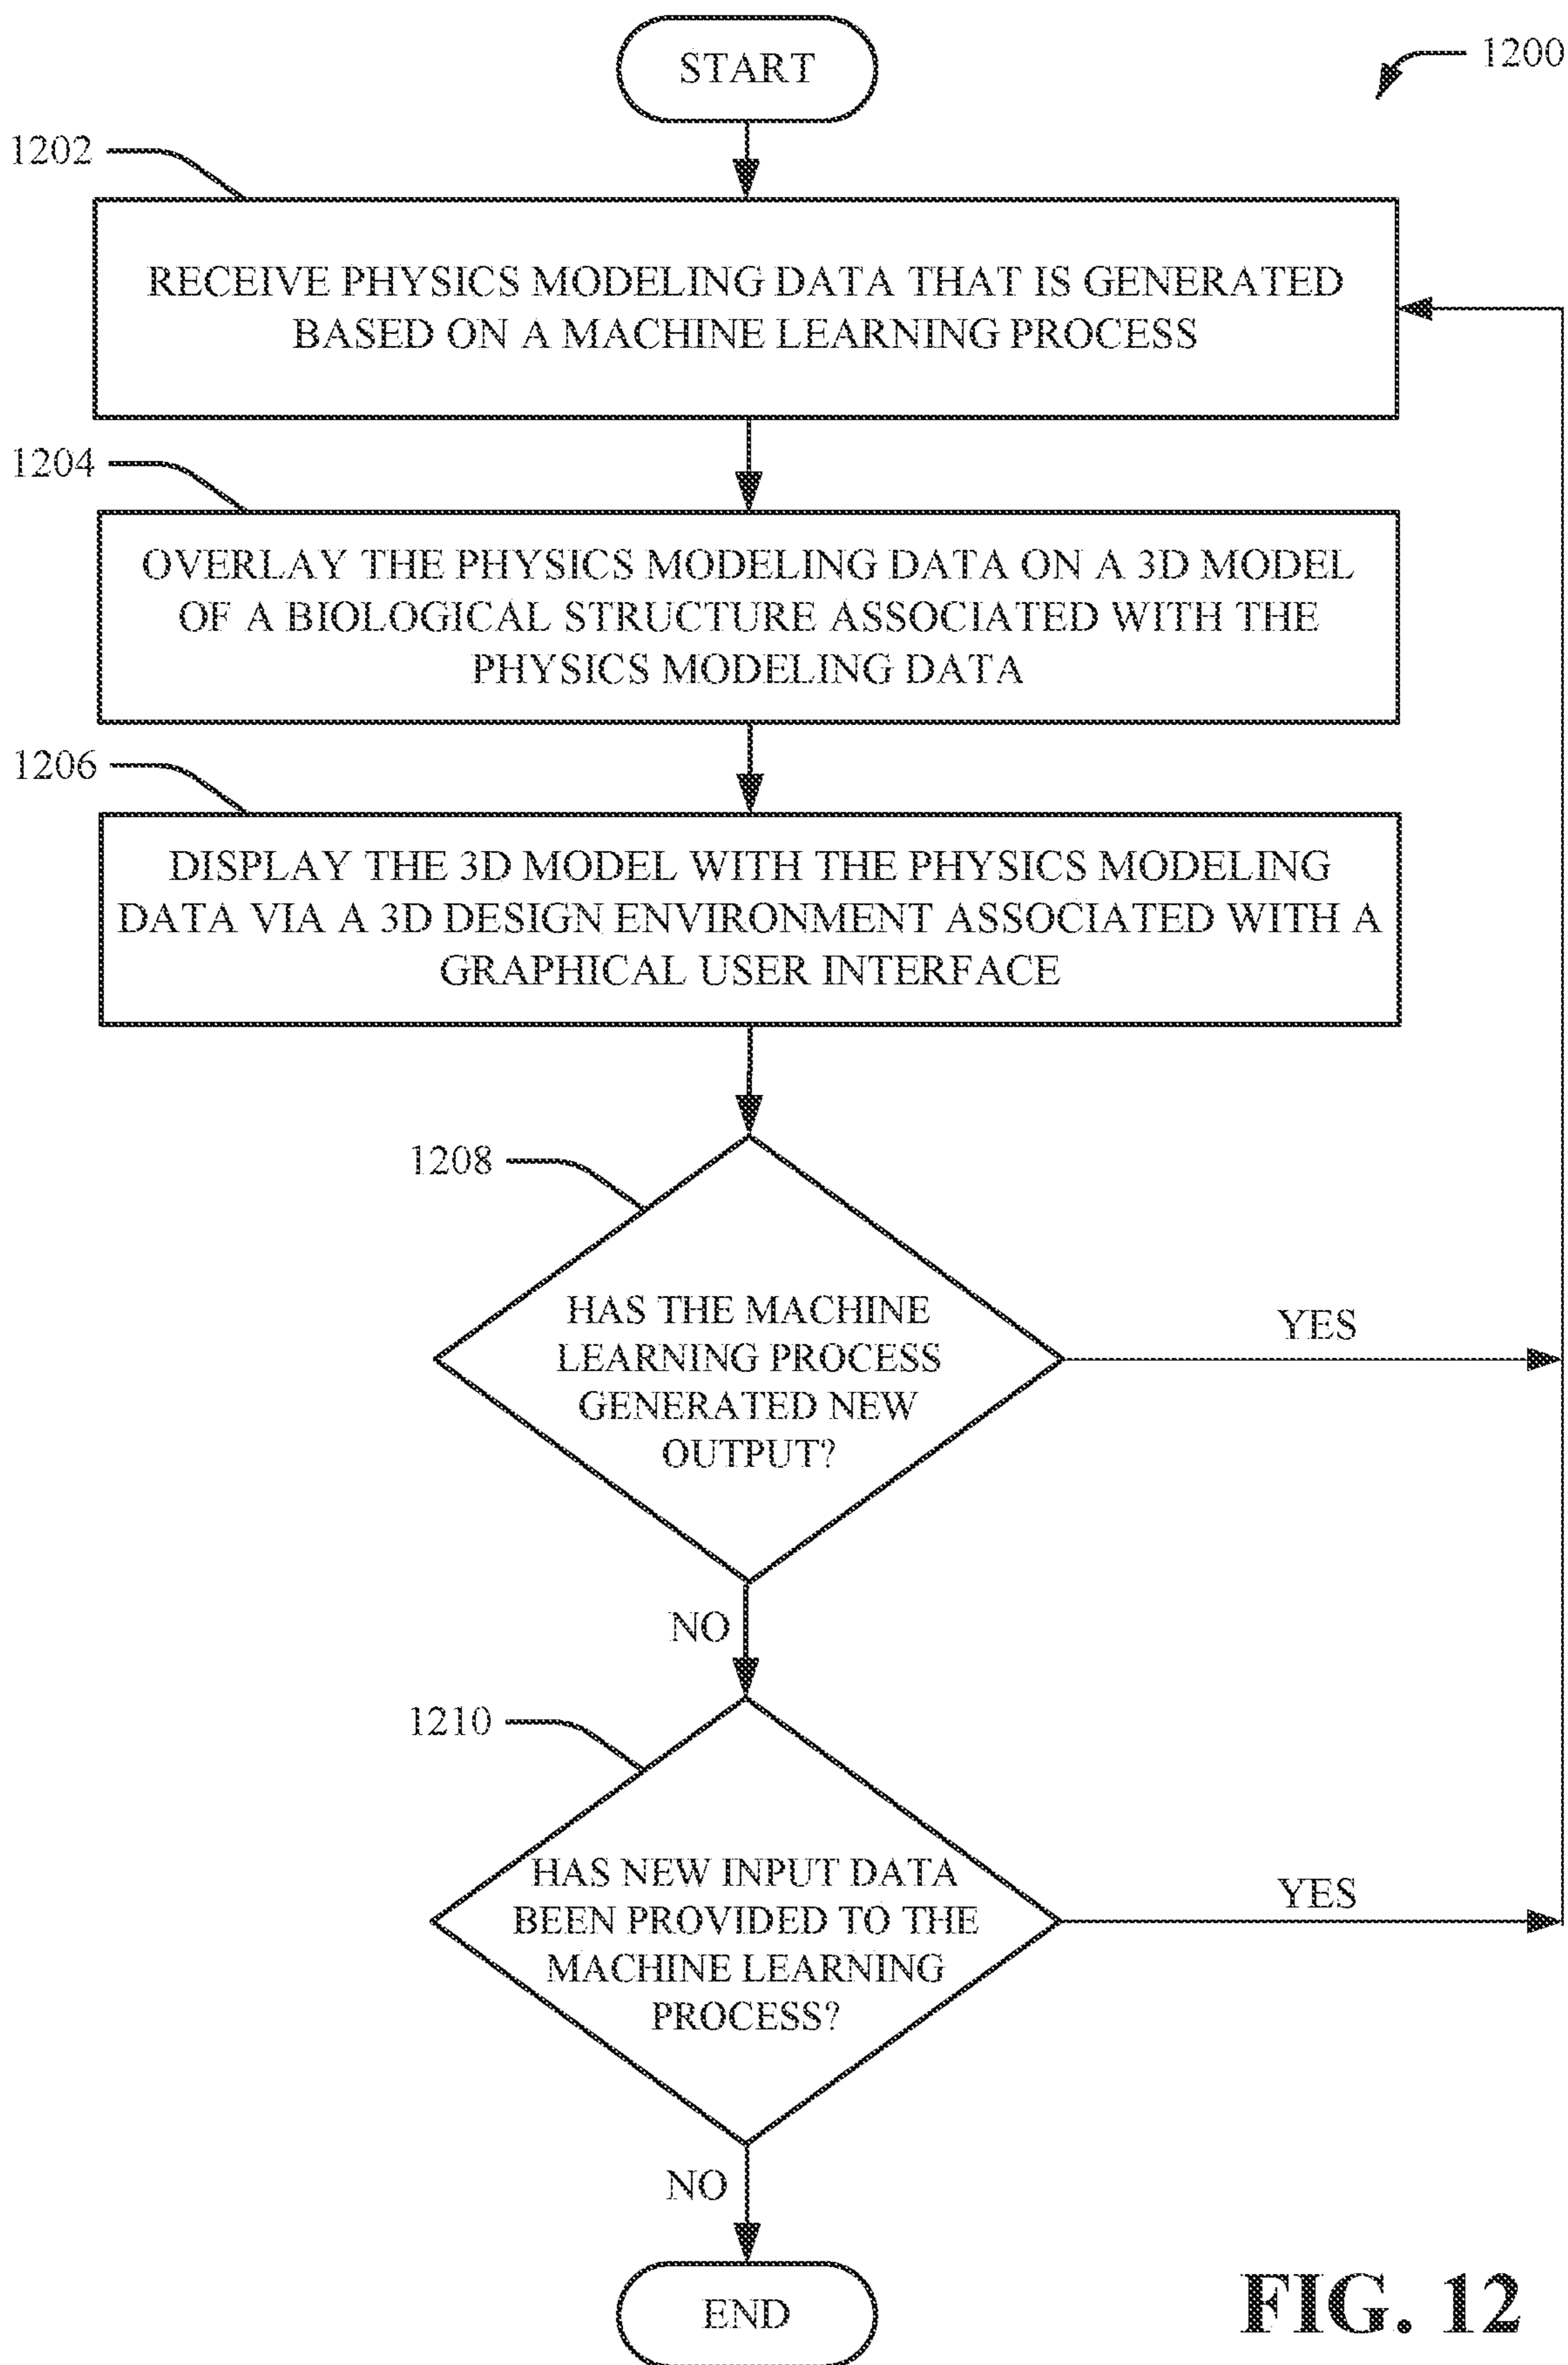 START
1200
1202
RECEIVE PHYSICS MODELING DATA THAT IS GENERATED
BASED ON A MACHINE LEARNING PROCESS
1204
OVERLAY THE PHYSICS MODELING DATA ON A 3D MODEL
OF A BIOLOGICAL STRUCTURE ASSOCIATED WITH THE
PHYSICS MODELING DATA
1206
DISPLAY THE 3D MODEL WITH THE PHYSICS MODELING
DATA VIA A 3D DESIGN ENVIRONMENT ASSOCIATED WITH A
GRAPHICAL USER INTERFACE
1208
HAS THE MACHINE
LEARNING PROCESS
GENERATED NEW
OUTPUT?
YES
NO
1210
HAS NEW INPUT DATA
BEEN PROVIDED TO THE
MACHINE LEARNING
PROCESS?
YES
NO
END
FIG. 12